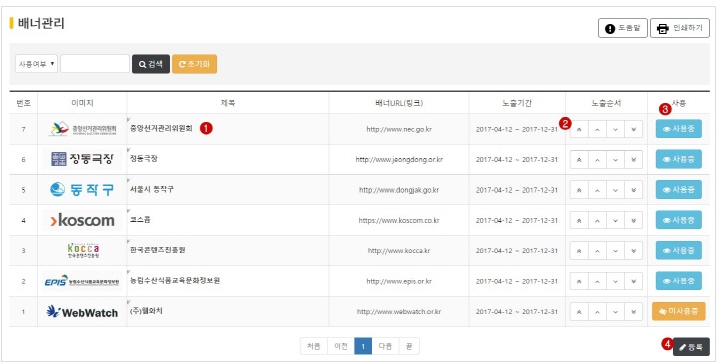 배너관리
도움말 인쇄하기
사용여부 검색 초기화
번호 이미지 제목 배너URL(링크) 노출기간 노출순서 사용
3
7 중앙선거관리위원회 중앙선거관리위원회 1 http://www.nec.go.kr 2017-04-12 ~ 2017-12-31 2 사용중
6 정동극장 정동극장 http://www.jeongdong.or.kr 2017-04-12 ~ 2017-12-31 사용중
5 동작구 서울시 동작구 http://www.dongjak.go.kr 2017-04-12 ~ 2017-12-31 사용중
4 koscom 코스콤 https://www.koscom.co.kr 2017-04-12 ~ 2017-12-31 사용중
3 kocca 한국콘텐츠진흥원 한국콘텐츠진흥원 http://www.kocca.kr 2017-04-12 ~ 2017-12-31 사용중
2 EPIS 농림수산식품교육문화정보원 농림수산식품교육문화정보원 http://www.epis.or.kr 2017-04-12 ~ 2017-12-31 사용중
1 WebWatch (주)웹와치 http://www.webwatch.or.kr 2017-04-12 ~ 2017-12-31 미사용중
처음 이전 1 다음 끝
4 등록